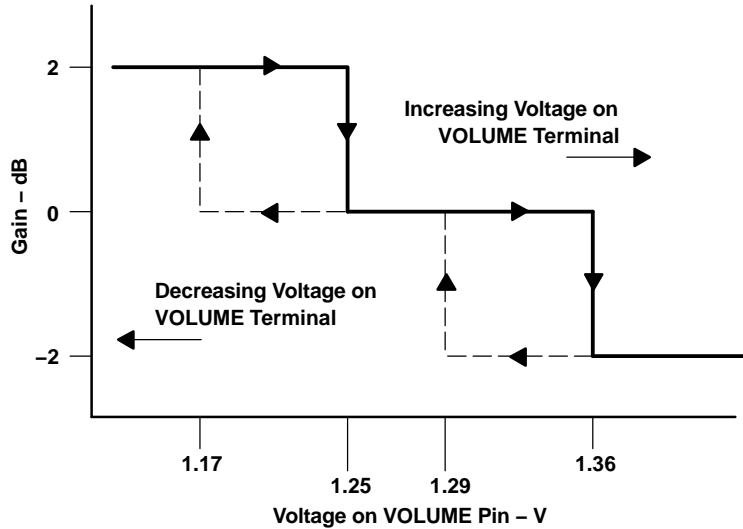 2
Increasing Voltage on
VOLUME Terminal
Gain – dB
0
Decreasing Voltage on
VOLUME Terminal
–2
1.17
1.36
1.25
1.29
Voltage on VOLUME Pin – V